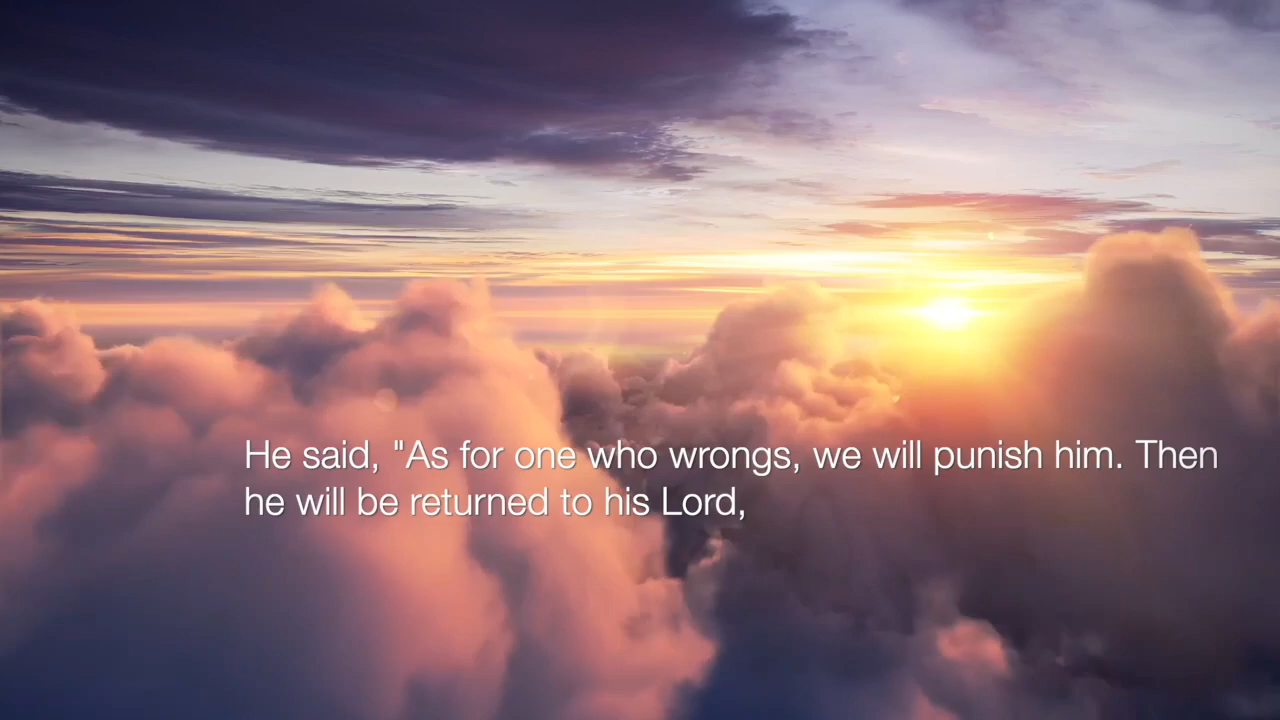 He said, "As for one who wrongs, we will punish him. Then
he will be returned to his Lord,